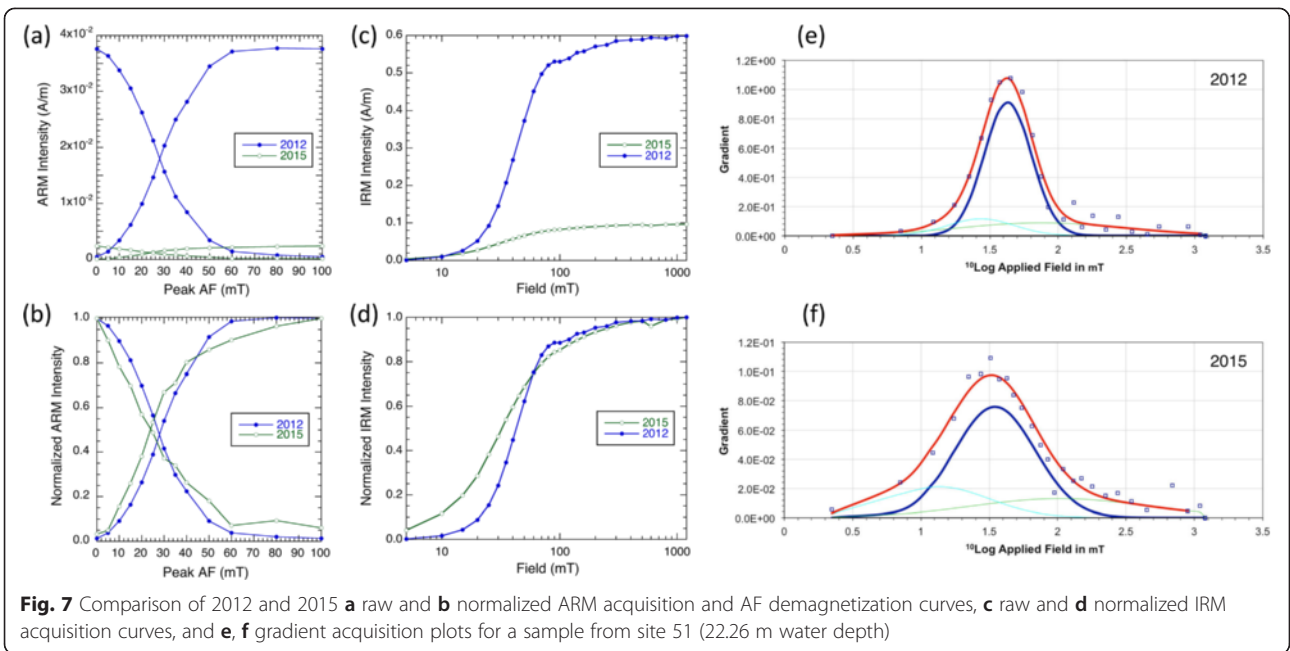 (a)
4x10⁻²
3x10⁻²
2x10⁻²
1x10⁻²
0
ARM Intensity (A/m)
2012
2015
0 10 20 30 40 50 60 70 80 90 100
Peak AF (mT)
(c)
0.6
0.5
0.4
0.3
0.2
0.1
0.0
IRM Intensity (A/m)
2015
2012
10 100 1000
Field (mT)
(e)
1.2E+00
1.0E+00
8.0E-01
6.0E-01
4.0E-01
2.0E-01
0.0E+00
Gradient
2012
0 0.5 1 1.5 2 2.5 3 3.5
¹⁰Log Applied Field in mT
(b)
1.0
0.8
0.6
0.4
0.2
0.0
Normalized ARM Intensity
2012
2015
0 10 20 30 40 50 60 70 80 90 100
Peak AF (mT)
(d)
1.0
0.8
0.6
0.4
0.2
0.0
Normalized IRM Intensity
2015
2012
10 100 1000
Field (mT)
(f)
1.2E-01
1.0E-01
8.0E-02
6.0E-02
4.0E-02
2.0E-02
0.0E+00
Gradient
2015
0 0.5 1 1.5 2 2.5 3 3.5
¹⁰Log Applied Field in mT
Fig. 7 Comparison of 2012 and 2015 a raw and b normalized ARM acquisition and AF demagnetization curves, c raw and d normalized IRM
acquisition curves, and e, f gradient acquisition plots for a sample from site 51 (22.26 m water depth)